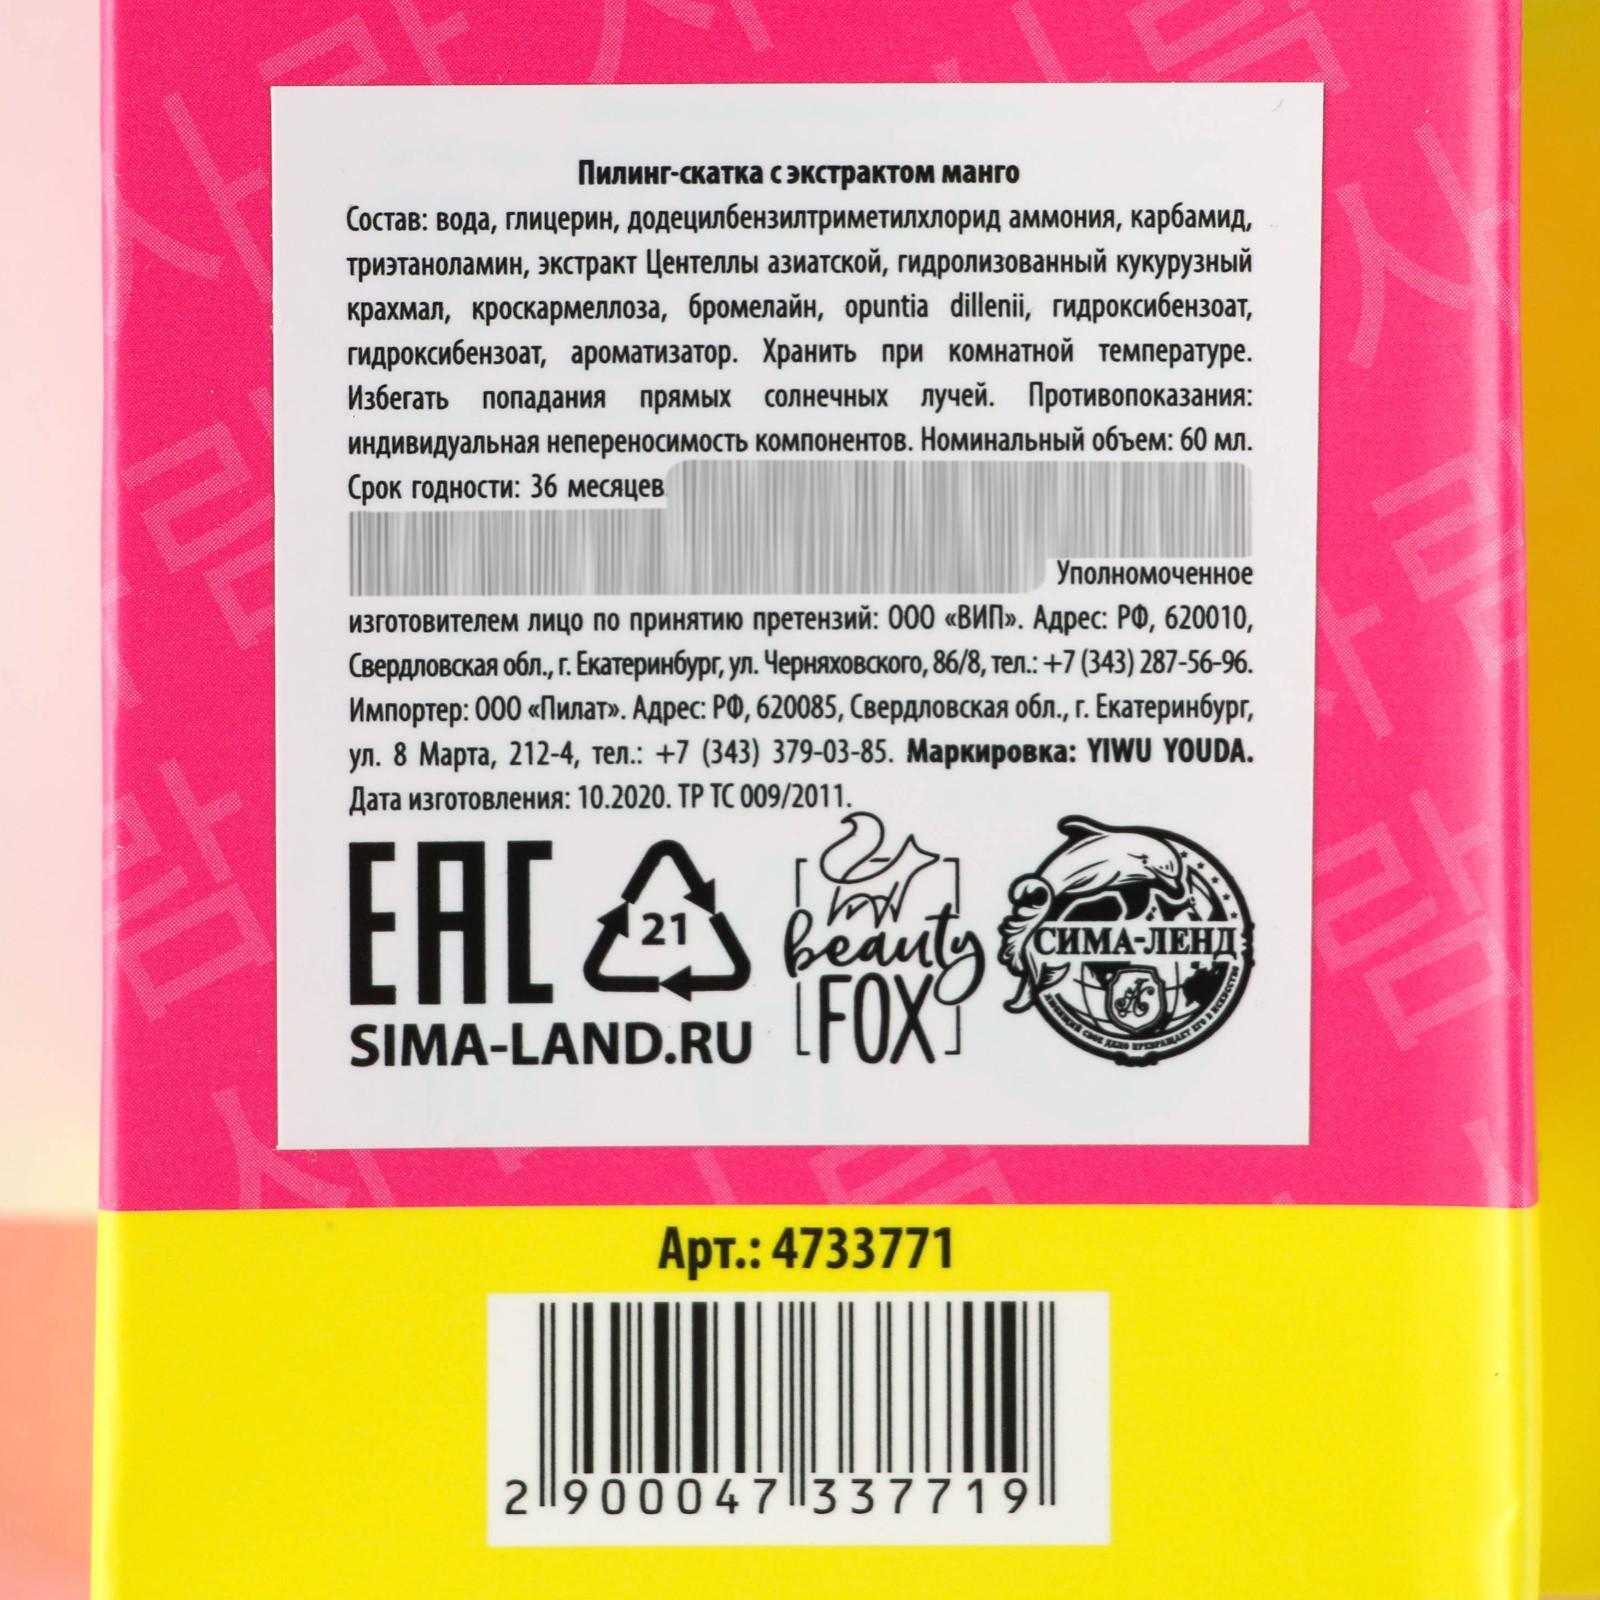 Пилинг-скатка с экстрактом манго
Состав: вода, глицерин, додецилбензилтриметилхлорид аммония, карбамид,
триэтаноламин, экстракт Центеллы азиатской, гидролизованный кукурузный
крахмал, кроскармеллоза, бромелайн, opuntia dillenii, гидроксибензоат,
гидроксибензоат, ароматизатор. Хранить при комнатной температуре.
Избегать попадания прямых солнечных лучей. Противопоказания:
индивидуальная непереносимость компонентов. Номинальный объем: 60 мл.
Срок годности: 36 месяцев
Уполномоченное
изготовителем лицо по принятию претензий: ООО «ВИП». Адрес: РФ, 620010,
Свердловская обл., г. Екатеринбург, ул. Черняховского, 86/8, тел.: +7 (343) 287-56-96.
Импортер: ООО «Пилат». Адрес: РФ, 620085, Свердловская обл., г. Екатеринбург,
ул. 8 Марта, 212-4, тел.: +7 (343) 379-03-85. Маркировка: YIWU YOUDA.
Дата изготовления: 10.2020. ТР ТС 009/2011.
EAC
21
SIMA-LAND.RU
beauty
FOX
СИМА-ЛЕНД
Арт.: 4733771
2 900047 337719